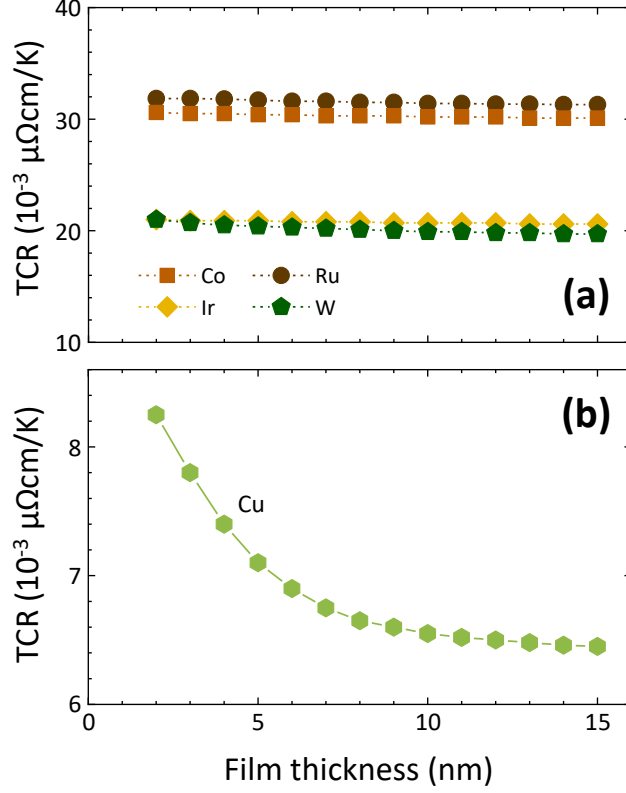 40
30
20
10
TCR (10⁻³ µΩcm/K)
Co
Ru
Ir
W
(a)
8
7
6
TCR (10⁻³ µΩcm/K)
(b)
Cu
0
5
10
15
Film thickness (nm)